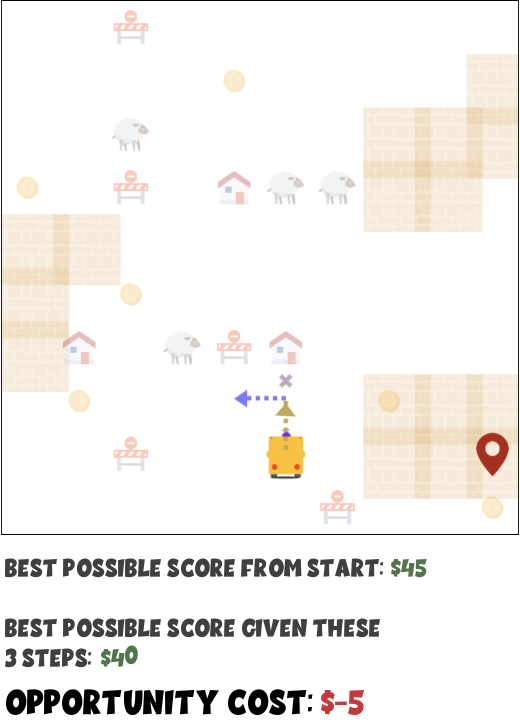 BEST POSSIBLE SCORE FROM START: $45
BEST POSSIBLE SCORE GIVEN THESE
3 STEPS: $40
OPPORTUNITY COST: $-5